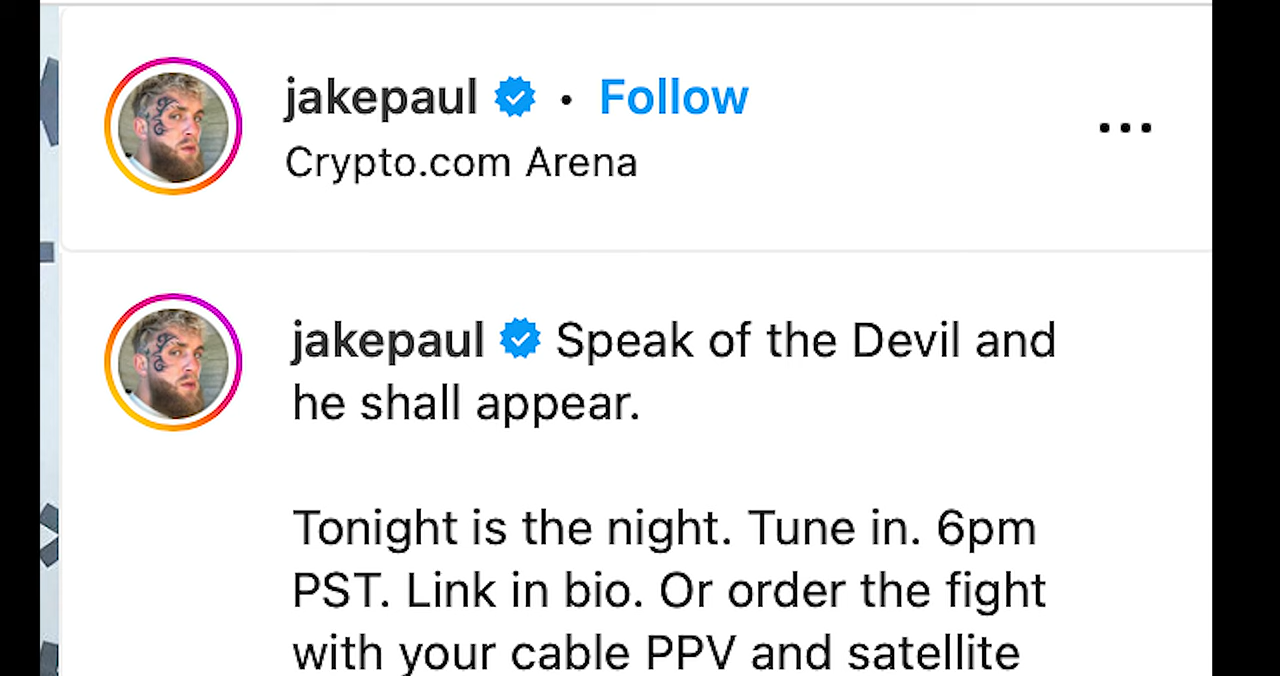 jakepaul • Follow
Crypto.com Arena
jakepaul Speak of the Devil and
he shall appear.
Tonight is the night. Tune in. 6pm
PST. Link in bio. Or order the fight
with your cable PPV and satellite